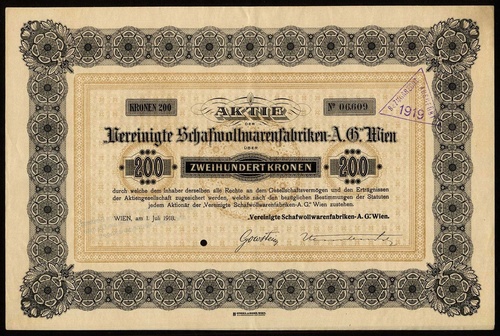 KRONEN 200
Nº 06609
AKTIE
DER
Vereinigte Schafwollwarenfabriken-A.G. Wien
ÜBER
200
ZWEIHUNDERT KRONEN
200
durch welche dem Inhaber derselben alle Rechte an dem Gesellschaftsvermögen und den Erträgnissen
der Aktiengesellschaft zugesichert werden, welche nach den bezüglichen Bestimmungen der Statuten
jedem Aktionär der „Vereinigte Schafwollwarenfabriken-A. G.“ Wien zustehen.
WIEN, am 1. Juli 1918.
„Vereinigte Schafwollwarenfabriken-A. G.“ Wien.
1919